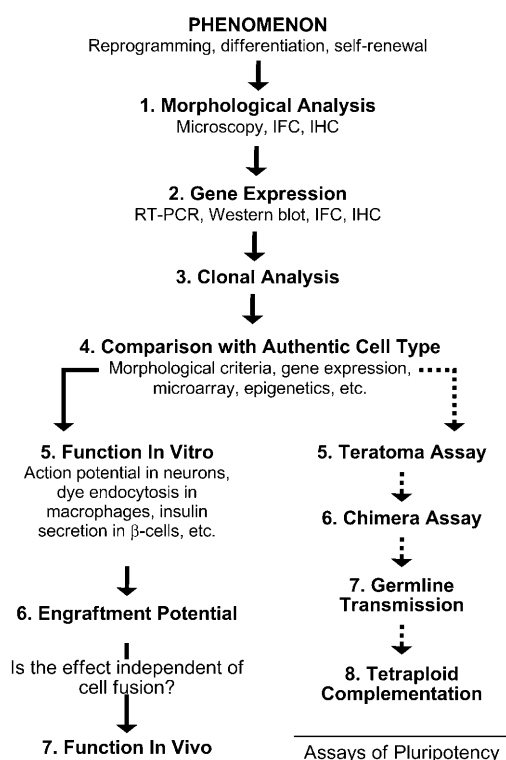 PHENOMENON
Reprogramming, differentiation, self-renewal
1. Morphological Analysis
Microscopy, IFC, IHC
2. Gene Expression
RT-PCR, Western blot, IFC, IHC
3. Clonal Analysis
4. Comparison with Authentic Cell Type
Morphological criteria, gene expression,
microarray, epigenetics, etc.
5. Function In Vitro
Action potential in neurons,
dye endocytosis in
macrophages, insulin
secretion in β-cells, etc.
6. Engraftment Potential
Is the effect independent of
cell fusion?
7. Function In Vivo
5. Teratoma Assay
6. Chimera Assay
7. Germline
Transmission
8. Tetraploid
Complementation
Assays of Pluripotency